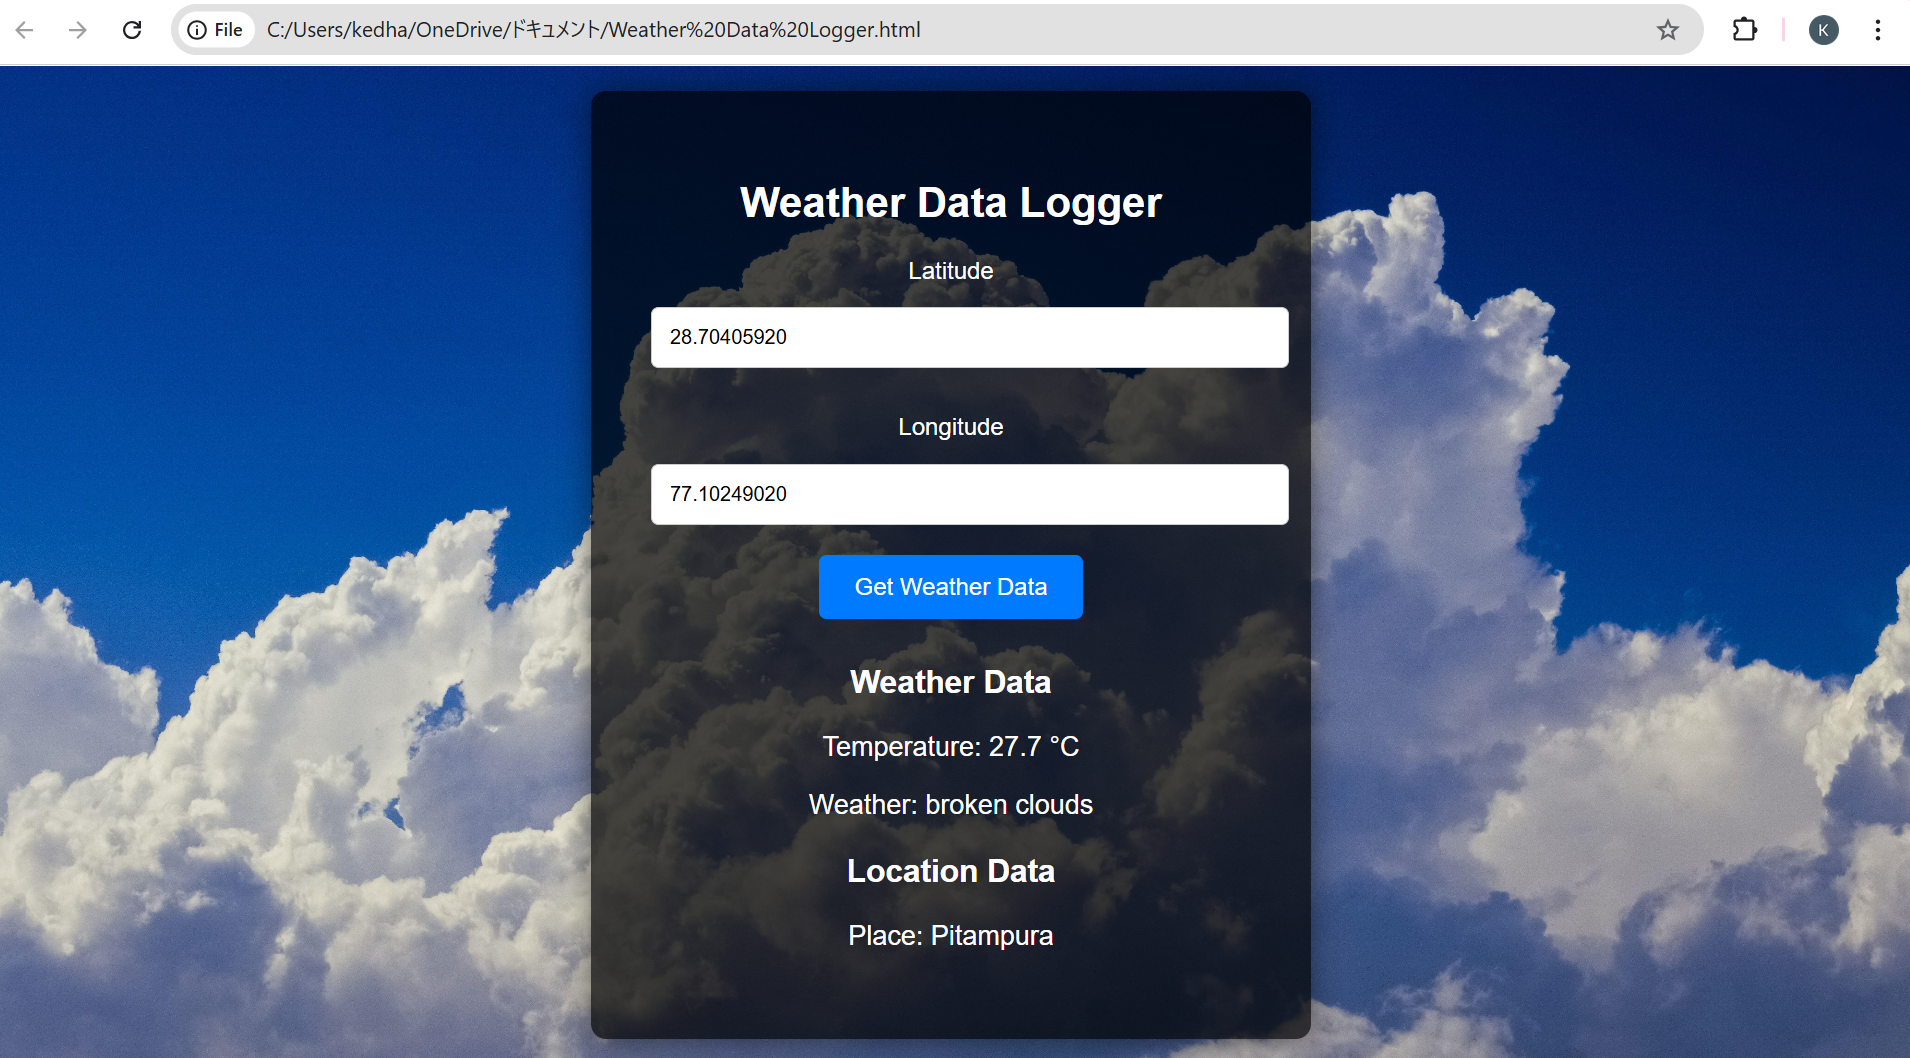 File C:/Users/kedha/OneDrive/ドキュメント/Weather%20Data%20Logger.html
K
Weather Data Logger
Latitude
28.70405920
Longitude
77.10249020
Get Weather Data
Weather Data
Temperature: 27.7 °C
Weather: broken clouds
Location Data
Place: Pitampura